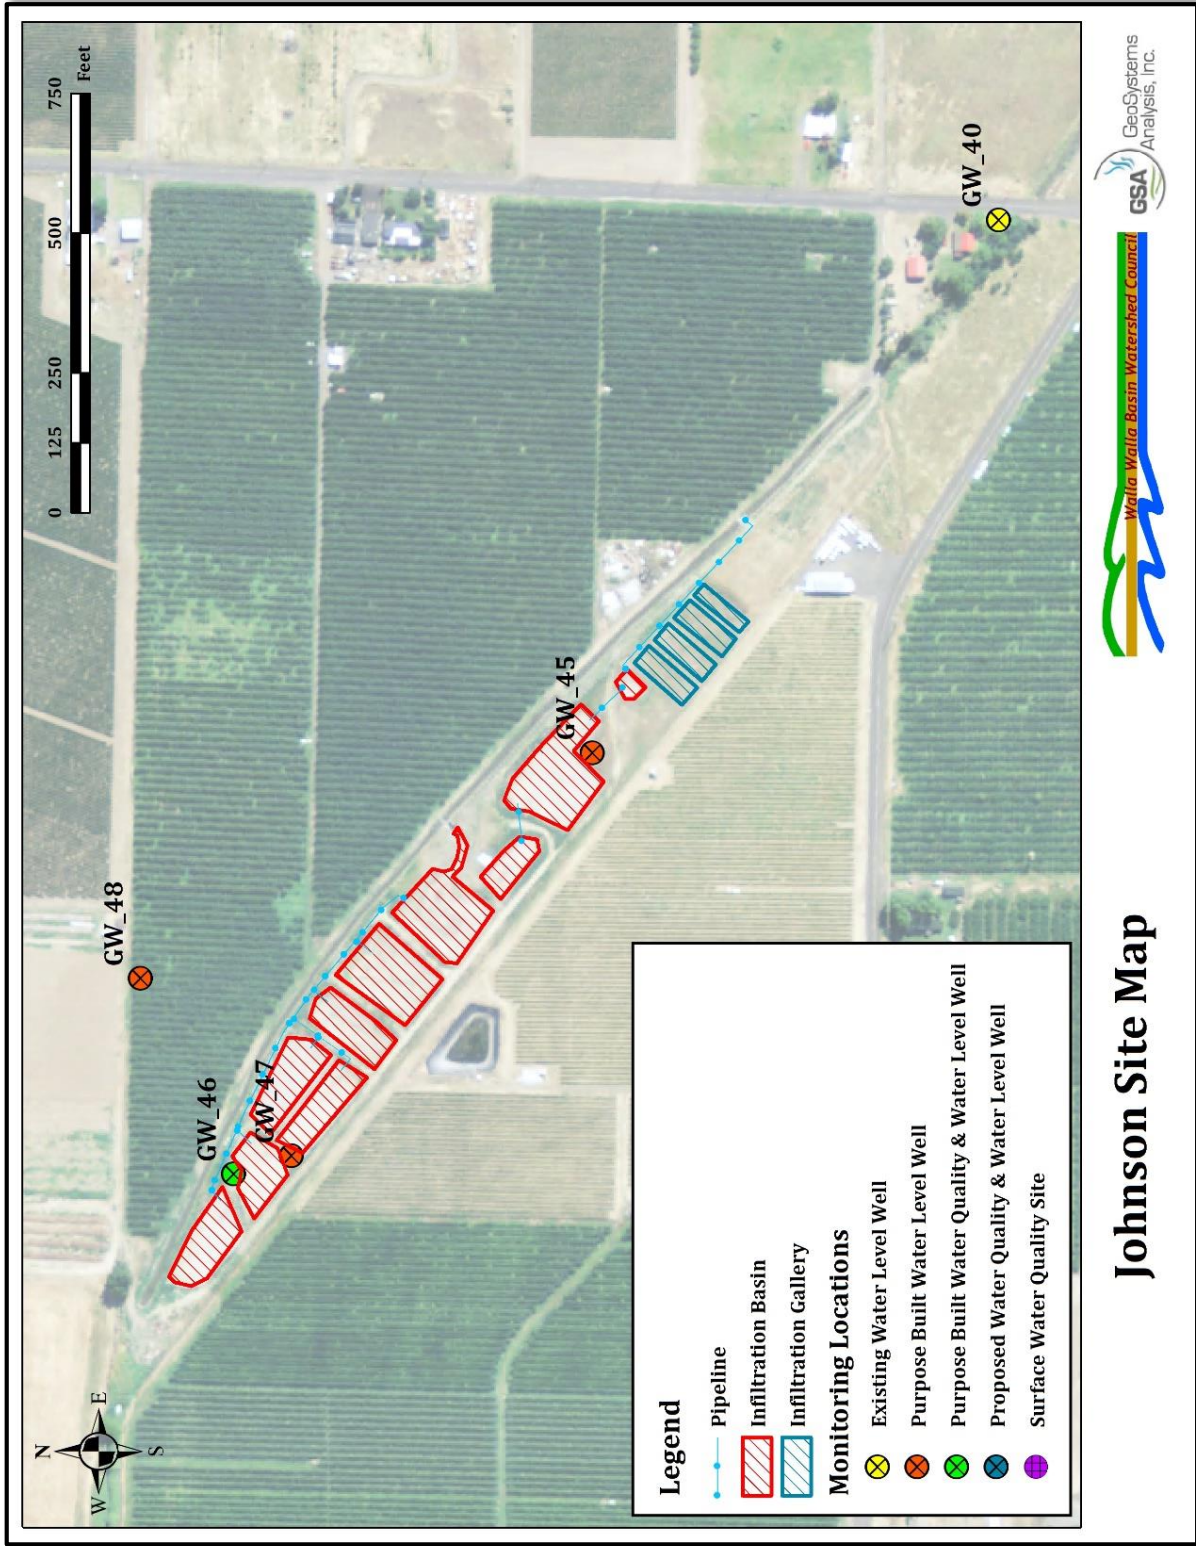 N
W E
S
0 125 250 500 750
Feet
GW_48
GW_46
GW_47
GW_45
GW_40
Legend
Pipeline
Infiltration Basin
Infiltration Gallery
Monitoring Locations
Existing Water Level Well
Purpose Built Water Level Well
Purpose Built Water Quality & Water Level Well
Proposed Water Quality & Water Level Well
Surface Water Quality Site
Johnson Site Map
Walla Walla Basin Watershed Council
GSA
GeoSystems
Analysis, Inc.